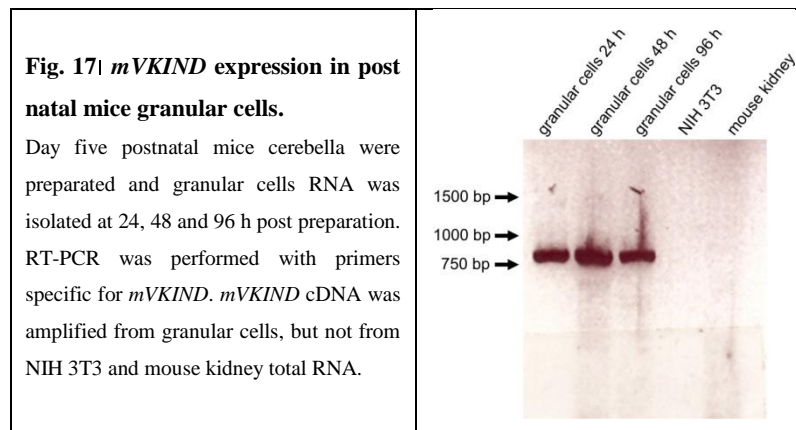 Fig. 17| mVKIND expression in post
natal mice granular cells.
Day five postnatal mice cerebella were
preparated and granular cells RNA was
isolated at 24, 48 and 96 h post preparation.
RT-PCR was performed with primers
specific for mVKIND. mVKIND cDNA was
amplified from granular cells, but not from
NIH 3T3 and mouse kidney total RNA.
granular cells 24 h
granular cells 48 h
granular cells 96 h
NIH 3T3
mouse kidney
1500 bp
1000 bp
750 bp